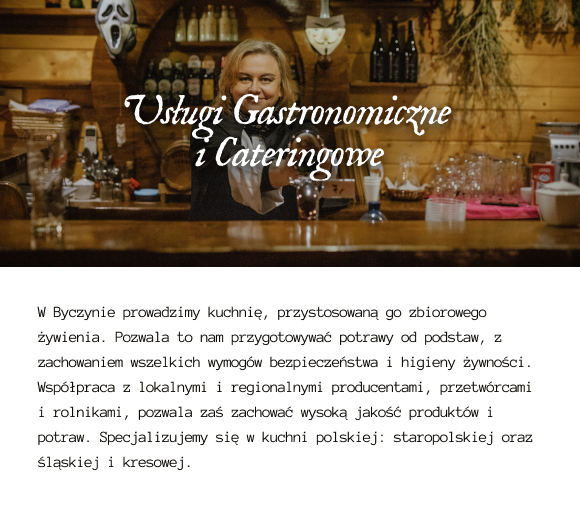 Usługi Gastronomiczne
i Cateringowe
W Byczynie prowadzimy kuchnię, przystosowaną go zbiorowego
żywienia. Pozwala to nam przygotowywać potrawy od podstaw, z
zachowaniem wszelkich wymogów bezpieczeństwa i higieny żywności.
Współpraca z lokalnymi i regionalnymi producentami, przetwórcami
i rolnikami, pozwala zaś zachować wysoką jakość produktów i
potraw. Specjalizujemy się w kuchni polskiej: staropolskiej oraz
śląskiej i kresowej.